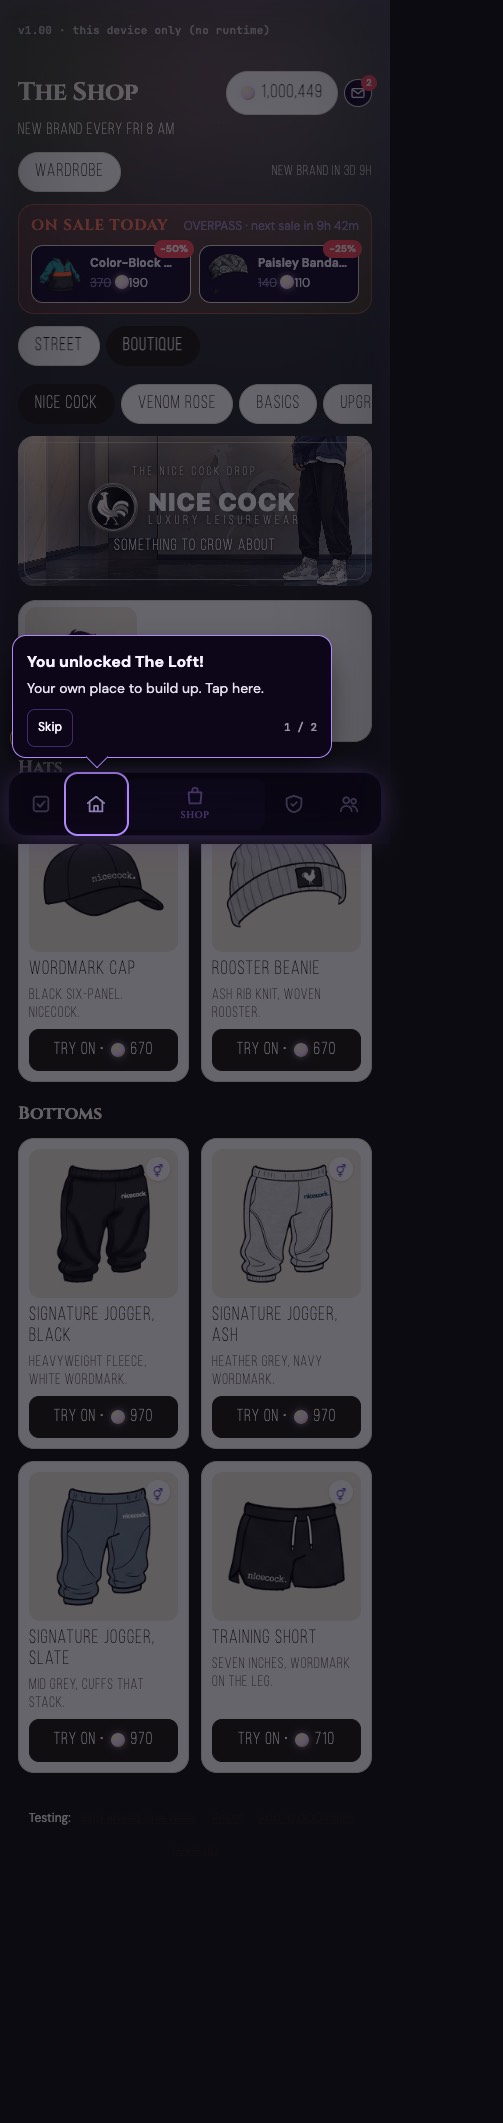 v1.00 · this device only (no runtime)
THE SHOP
1,000,449
2
NEW BRAND EVERY FRI 8 AM
WARDROBE
NEW BRAND IN 3D 9H
ON SALE TODAY
OVERPASS · next sale in 9h 42m
-50%
Color-Block ...
370 190
-25%
Paisley Banda...
140 110
STREET
BOUTIQUE
NICE COCK
VENOM ROSE
BASICS
UPGR
THE NICE COCK DROP
NICE COCK
LUXURY LEISUREWEAR
SOMETHING TO CROW ABOUT
You unlocked The Loft!
Your own place to build up. Tap here.
Skip
1 / 2
HATS
SHOP
nicecock.
WORDMARK CAP
BLACK SIX-PANEL.
NICECOCK.
TRY ON · 670
ROOSTER BEANIE
ASH RIB KNIT, WOVEN
ROOSTER.
TRY ON · 670
BOTTOMS
nicecock
SIGNATURE JOGGER,
BLACK
HEAVYWEIGHT FLEECE,
WHITE WORDMARK.
TRY ON · 970
nicecock
SIGNATURE JOGGER,
ASH
HEATHER GREY, NAVY
WORDMARK.
TRY ON · 970
nicecock.
SIGNATURE JOGGER,
SLATE
MID GREY, CUFFS THAT
STACK.
TRY ON · 970
nicecock.
TRAINING SHORT
SEVEN INCHES, WORDMARK
ON THE LEG.
TRY ON · 710
Testing: